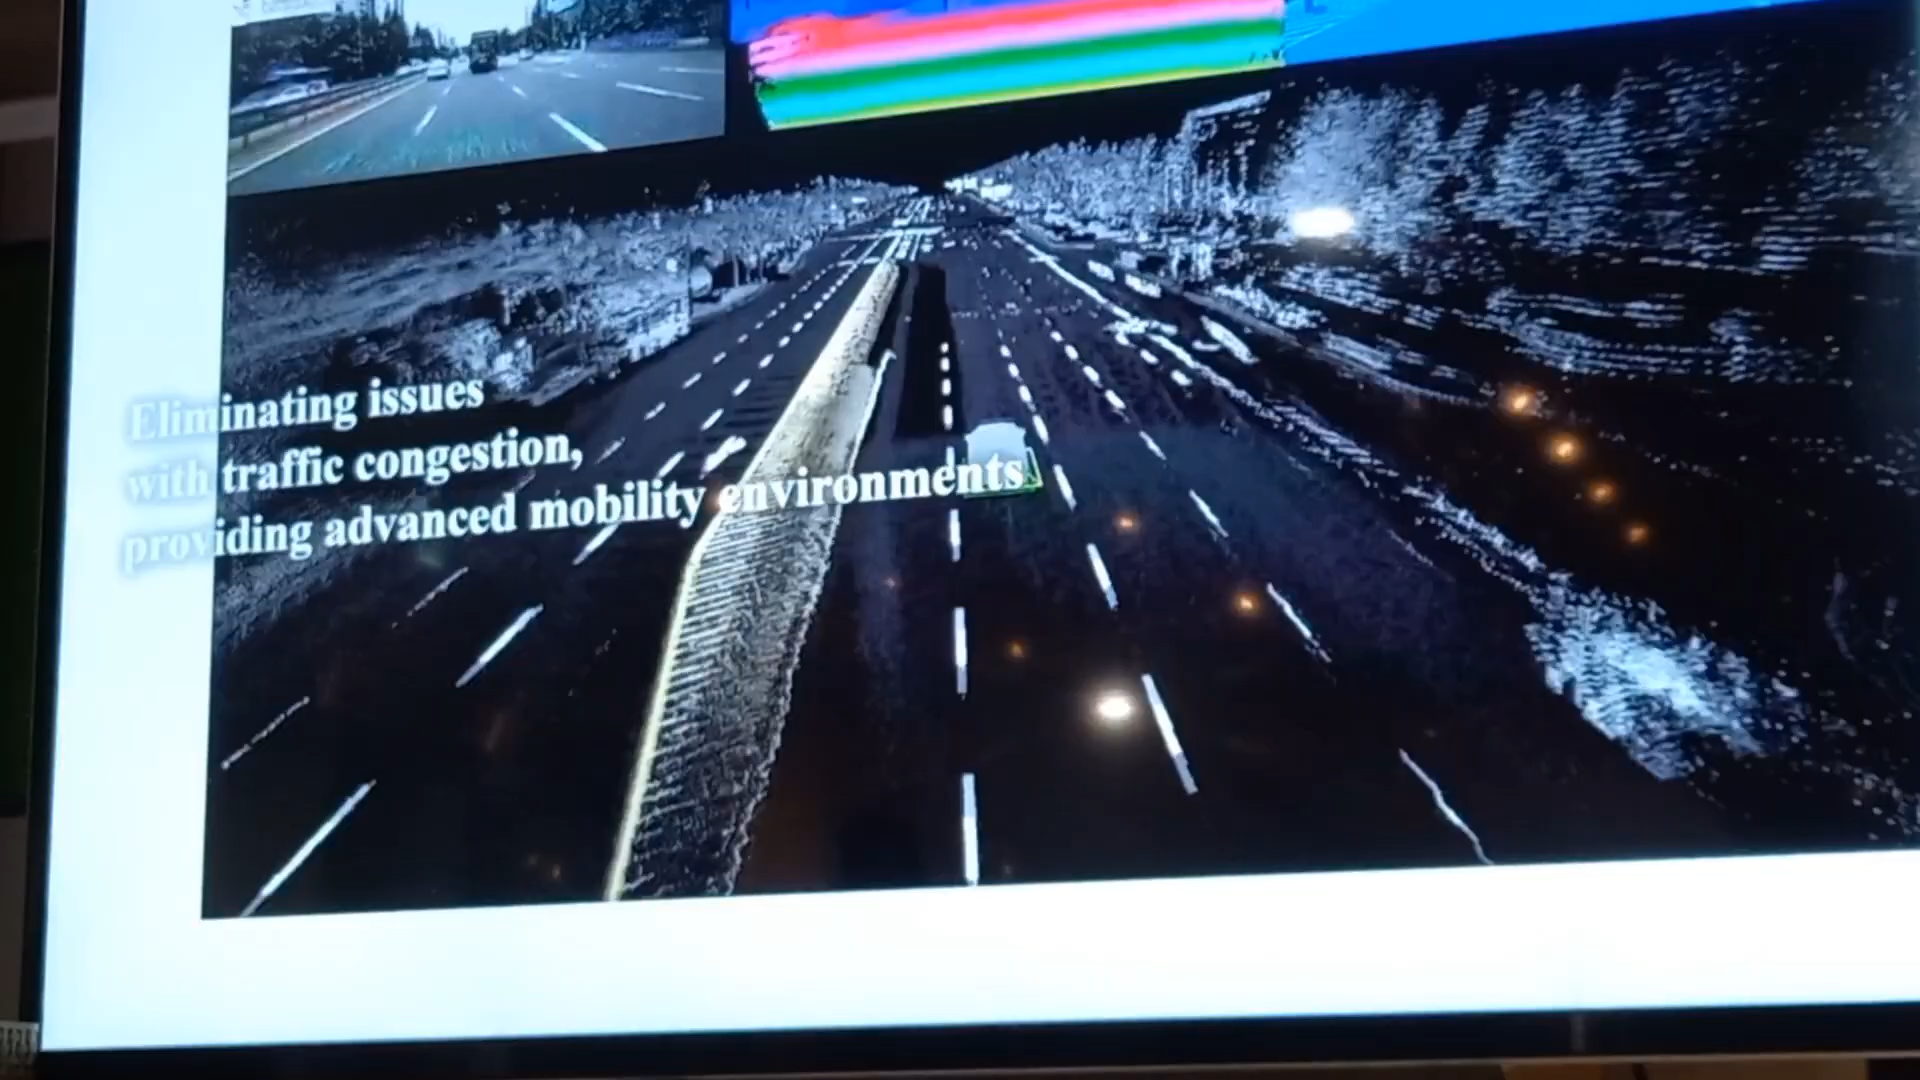 Eliminating issues
with traffic congestion,
providing advanced mobility environments